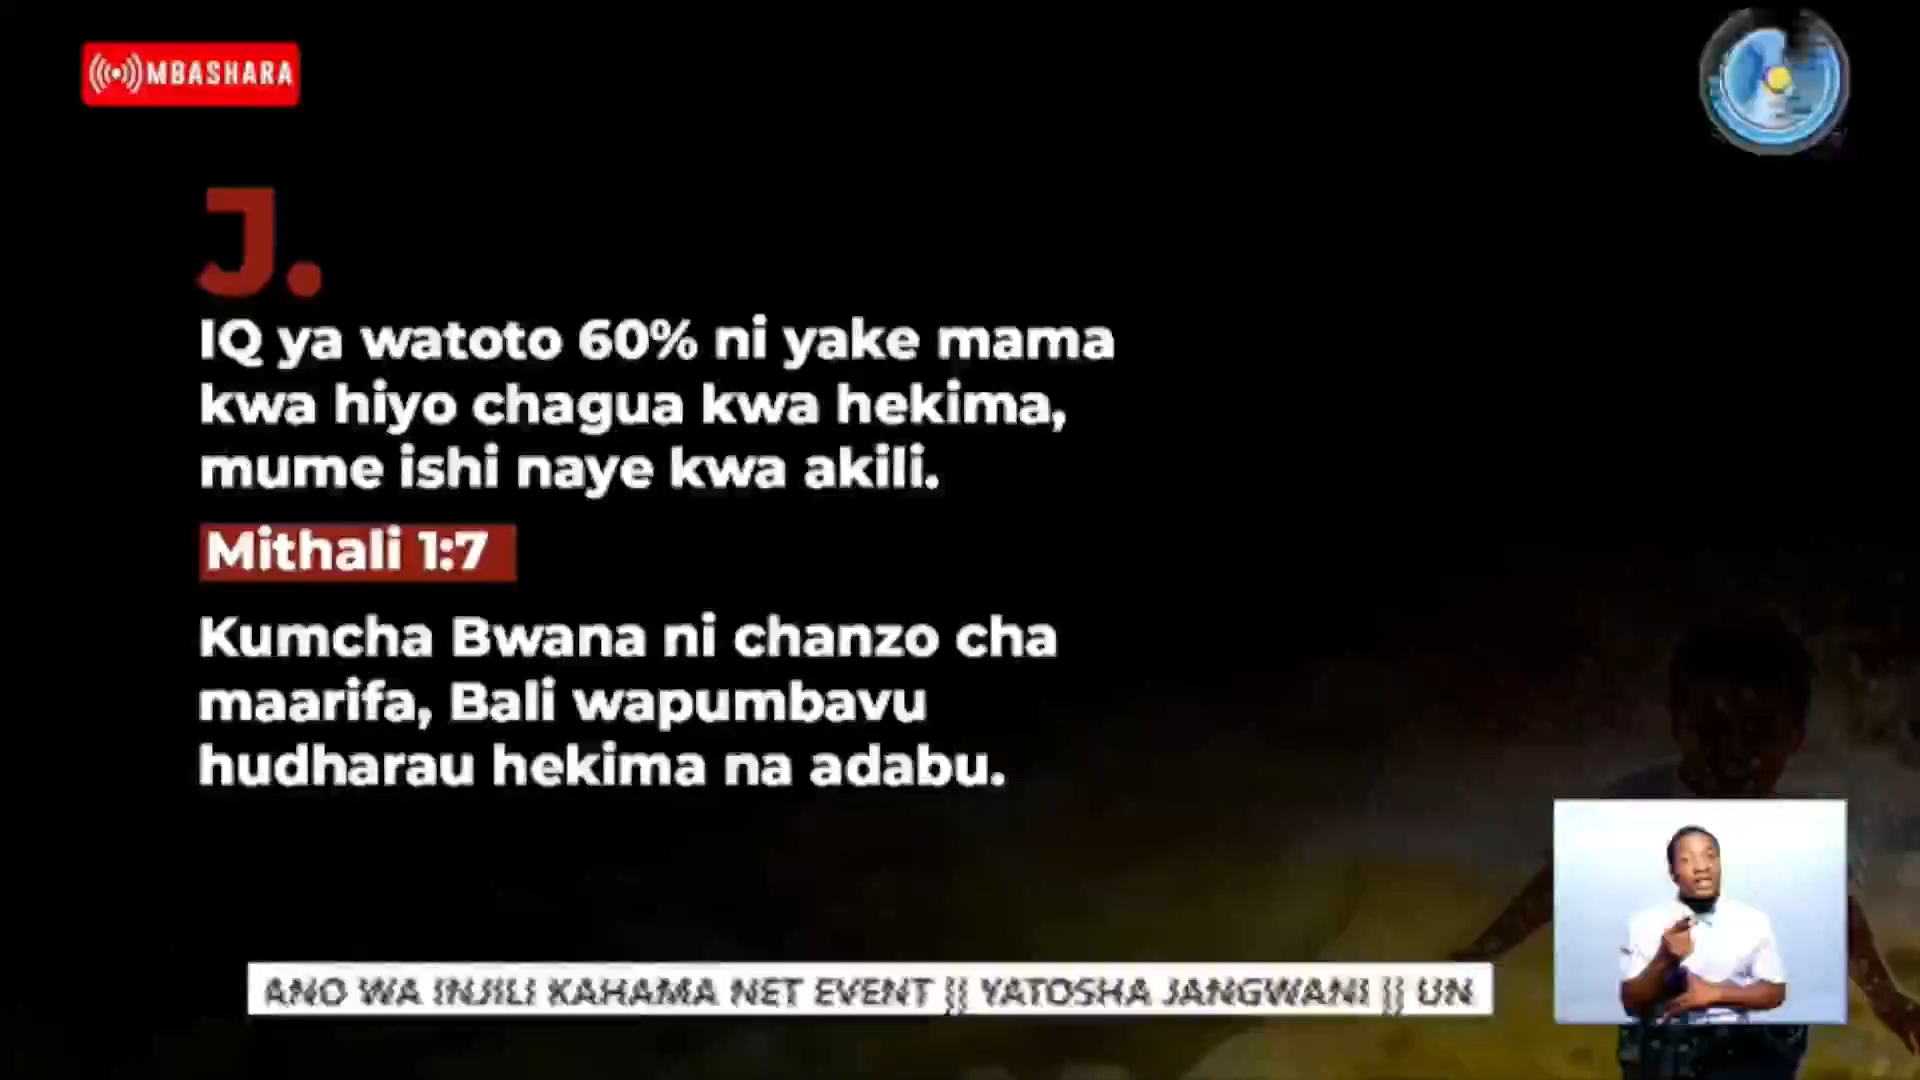 MBASHARA
J.
IQ ya watoto 60% ni yake mama
kwa hiyo chagua kwa hekima,
mume ishi naye kwa akili.
Mithali 1:7
Kumcha Bwana ni chanzo cha
maarifa, Bali wapumbavu
hudharau hekima na adabu.
ANO WA INJILI KAHAMA NET EVENT || YATOSHA JANGWANI || UN